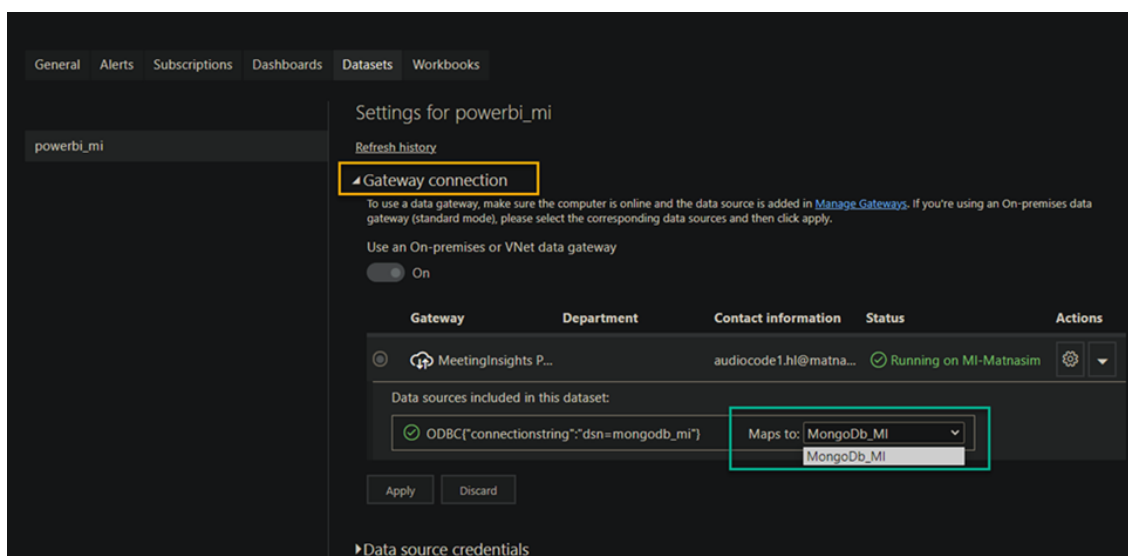 General Alerts Subscriptions Dashboards Datasets Workbooks
powerbi_mi
Settings for powerbi_mi
Refresh history
Gateway connection
To use a data gateway, make sure the computer is online and the data source is added in Manage Gateways. If you're using an On-premises data
gateway (standard mode), please select the corresponding data sources and then click apply.
Use an On-premises or VNet data gateway
On
Gateway Department Contact information Status Actions
MeetingInsights P... audiocode1.hl@matna... Running on MI-Matnasim
Data sources included in this dataset:
ODBC{"connectionstring":"dsn=mongodb_mi"} Maps to: MongoDb_MI
MongoDb_MI
Apply Discard
Data source credentials